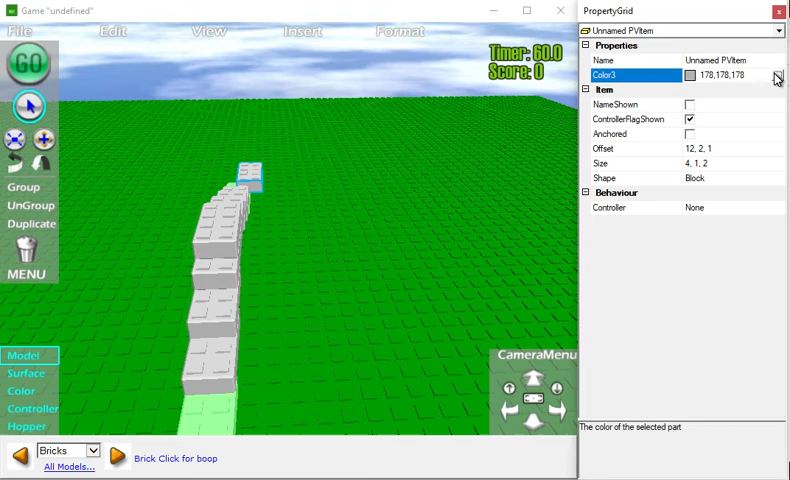 Game "undefined"
File Edit View Insert Format
GO
Timer: 60.0
Score: 0
Group
UnGroup
Duplicate
MENU
Model
Surface
Color
Controller
Hopper
CameraMenu
Bricks
All Models...
Brick Click for boop
PropertyGrid
Unnamed PVItem
Properties
Name Unnamed PVItem
Color3 178,178,178
Item
NameShown
ControllerFlagShown
Anchored
Offset 12, 2, 1
Size 4, 1, 2
Shape Block
Behaviour
Controller None
The color of the selected part